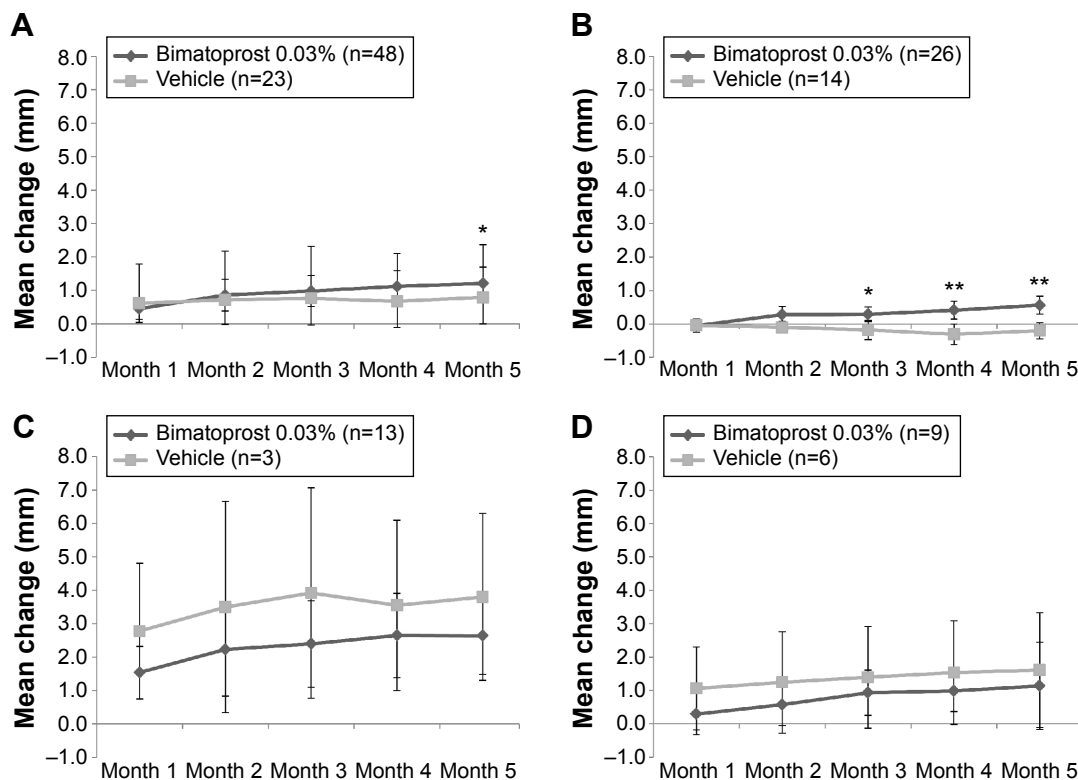 A
Bimatoprost 0.03% (n=48)
Vehicle (n=23)
Mean change (mm)
8.0
7.0
6.0
5.0
4.0
3.0
2.0
1.0
0.0
–1.0
*
Month 1 Month 2 Month 3 Month 4 Month 5
B
Bimatoprost 0.03% (n=26)
Vehicle (n=14)
Mean change (mm)
8.0
7.0
6.0
5.0
4.0
3.0
2.0
1.0
0.0
–1.0
* ** **
Month 1 Month 2 Month 3 Month 4 Month 5
C
Bimatoprost 0.03% (n=13)
Vehicle (n=3)
Mean change (mm)
8.0
7.0
6.0
5.0
4.0
3.0
2.0
1.0
0.0
–1.0
Month 1 Month 2 Month 3 Month 4 Month 5
D
Bimatoprost 0.03% (n=9)
Vehicle (n=6)
Mean change (mm)
8.0
7.0
6.0
5.0
4.0
3.0
2.0
1.0
0.0
–1.0
Month 1 Month 2 Month 3 Month 4 Month 5